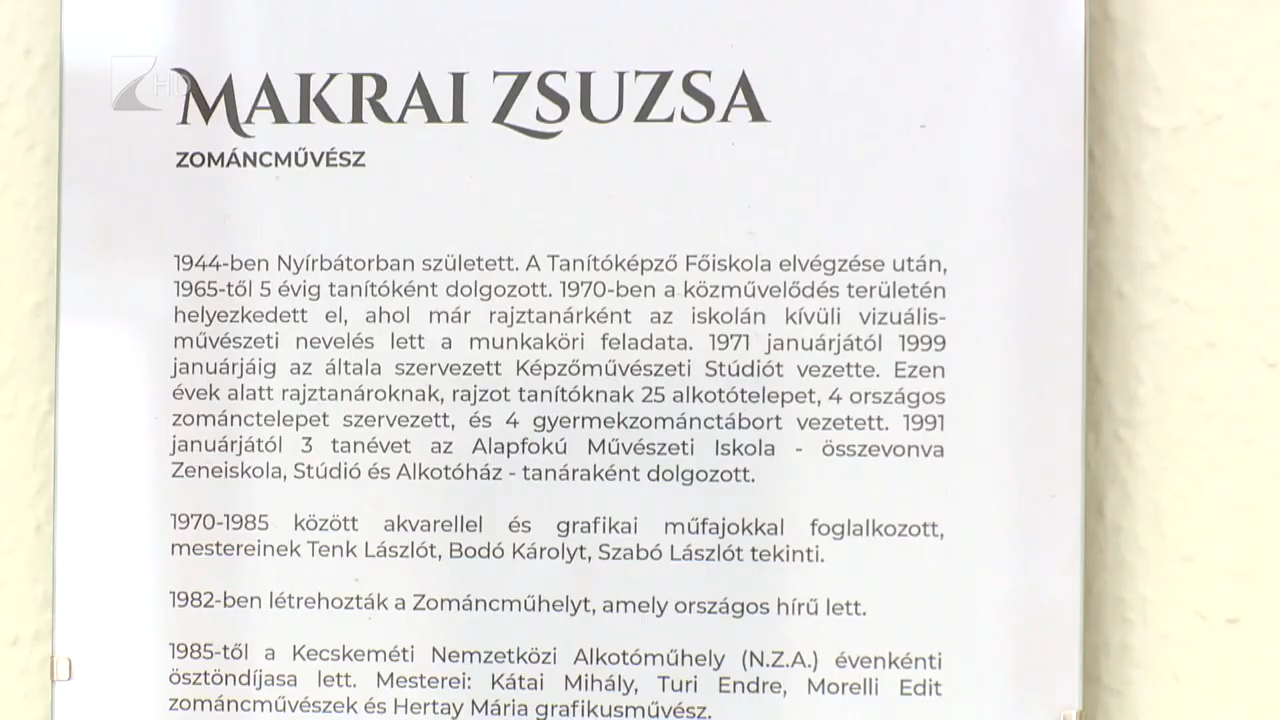 HD
MAKRAI ZSUZSA
ZOMÁNCMŰVÉSZ
1944-ben Nyírbátorban született. A Tanítóképző Főiskola elvégzése után,
1965-től 5 évig tanítóként dolgozott. 1970-ben a közművelődés területén
helyezkedett el, ahol már rajztanárként az iskolán kívüli vizuális-
művészeti nevelés lett a munkaköri feladata. 1971 januárjától 1999
januárjáig az általa szervezett Képzőművészeti Stúdiót vezette. Ezen
évek alatt rajztanároknak, rajzot tanítóknak 25 alkotótelepet, 4 országos
zománctelepet szervezett, és 4 gyermekzománctábort vezetett. 1991
januárjától 3 tanévet az Alapfokú Művészeti Iskola - összevonva
Zeneiskola, Stúdió és Alkotóház - tanáraként dolgozott.
1970-1985 között akvarellel és grafikai műfajokkal foglalkozott,
mestereinek Tenk Lászlót, Bodó Károlyt, Szabó Lászlót tekinti.
1982-ben létrehozták a Zománcműhelyt, amely országos hírű lett.
1985-től a Kecskeméti Nemzetközi Alkotóműhely (N.Z.A.) évenkénti
ösztöndíjasa lett. Mesterei: Kátai Mihály, Turi Endre, Morelli Edit
zománcművészek és Hertay Mária grafikusművész.